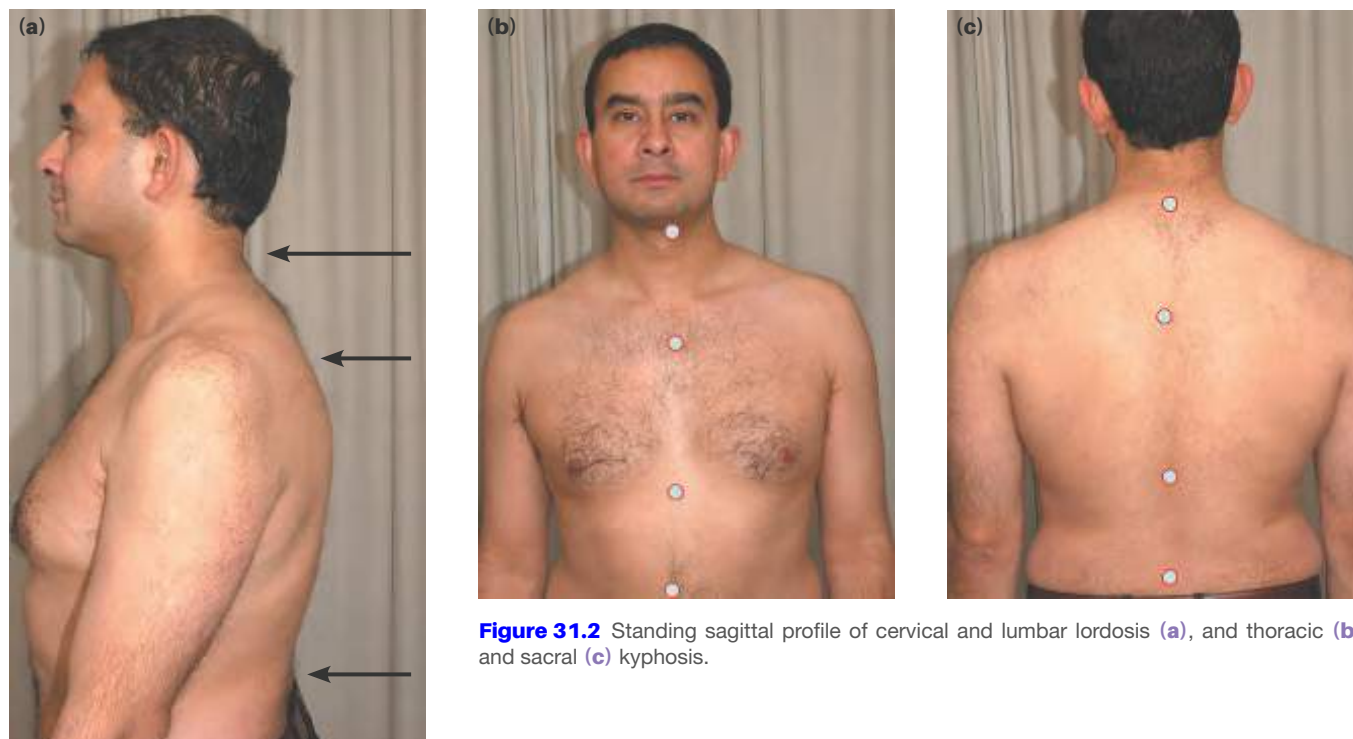 (a)
(b)
(c)
Figure 31.2 Standing sagittal profile of cervical and lumbar lordosis (a), and thoracic (b
and sacral (c) kyphosis.